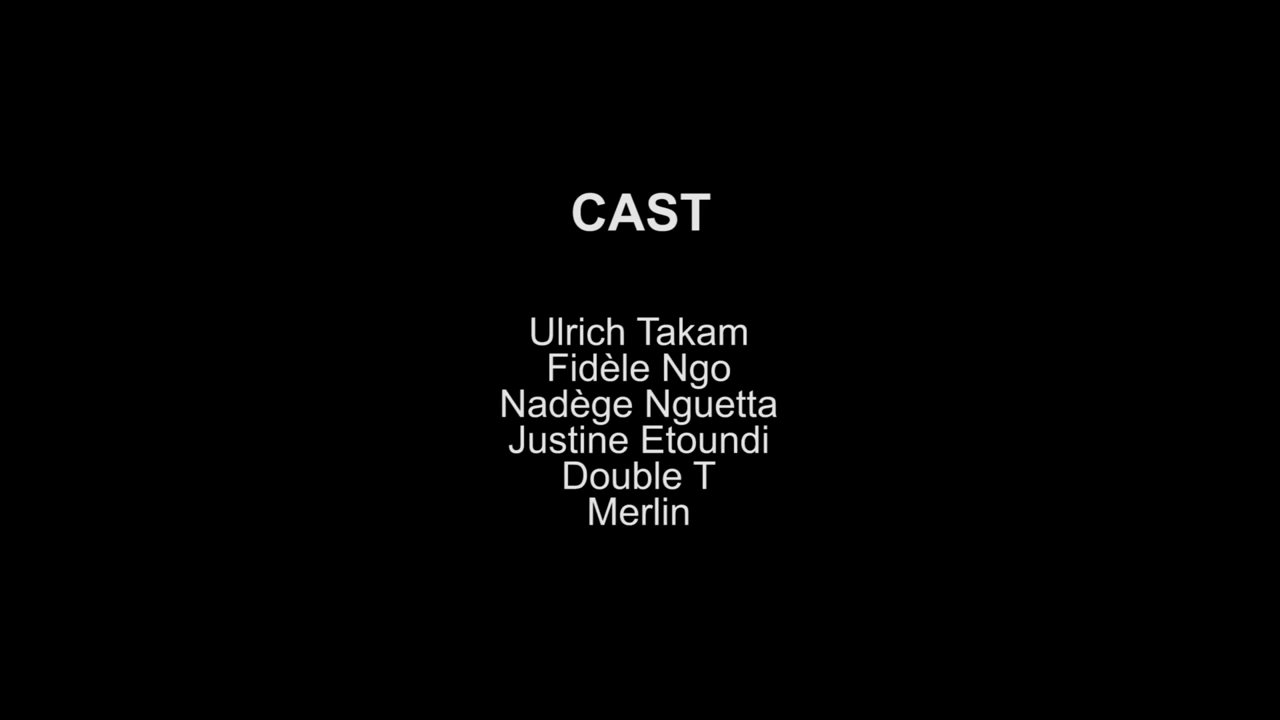 CAST
Ulrich Takam
Fidèle Ngo
Nadège Nguetta
Justine Etoundi
Double T
Merlin